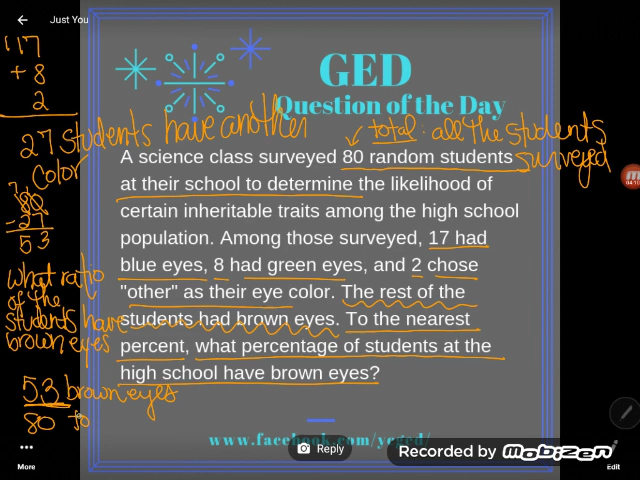 Just You
117
+ 8
2
27 students have another
color
7 1
80
- 27
53
what ratio
of the
students have
brown eyes
53 brown eyes
80 to
GED
Question of the Day
total: all the students
surveyed
A science class surveyed 80 random students
at their school to determine the likelihood of
certain inheritable traits among the high school
population. Among those surveyed, 17 had
blue eyes, 8 had green eyes, and 2 chose
"other" as their eye color. The rest of the
students had brown eyes. To the nearest
percent, what percentage of students at the
high school have brown eyes?
www.facebook.com/ycged/
More
Reply
Recorded by MOBIZEN
Edit